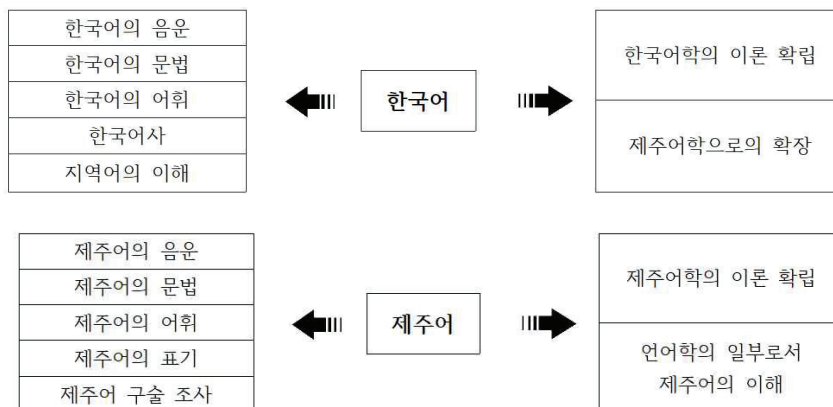 한국어의 음운
한국어의 문법
한국어의 어휘
한국어사
지역어의 이해
한국어
한국어학의 이론 확립
제주어학으로의 확장
제주어의 음운
제주어의 문법
제주어의 어휘
제주어의 표기
제주어 구술 조사
제주어
제주어학의 이론 확립
언어학의 일부로서
제주어의 이해